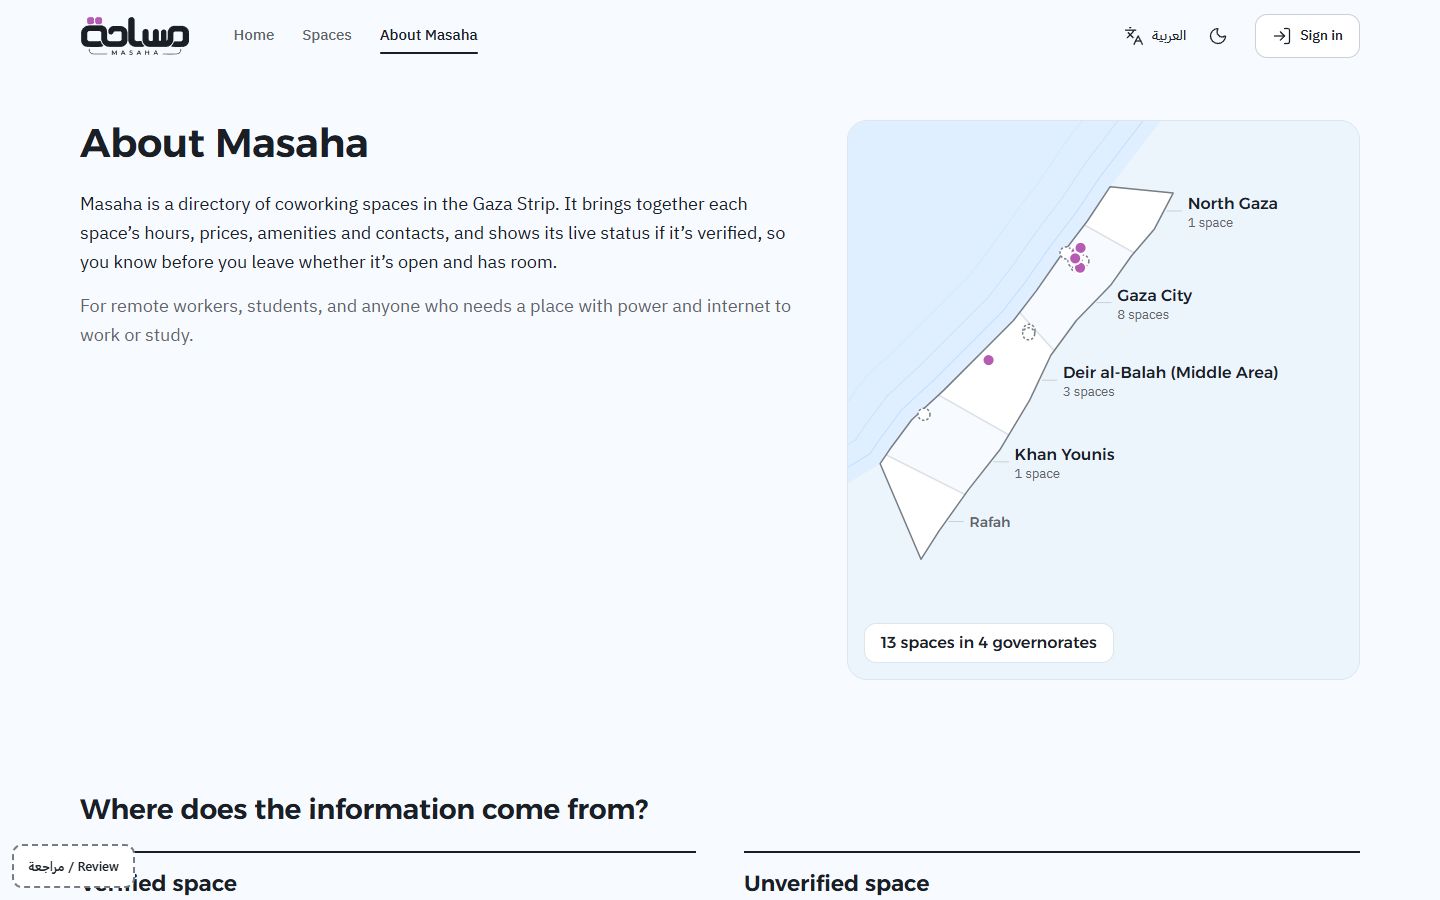 مساحة
MASAHA
Home
Spaces
About Masaha
العربية
Sign in
About Masaha
Masaha is a directory of coworking spaces in the Gaza Strip. It brings together each
space’s hours, prices, amenities and contacts, and shows its live status if it’s verified, so
you know before you leave whether it’s open and has room.
For remote workers, students, and anyone who needs a place with power and internet to
work or study.
North Gaza
1 space
Gaza City
8 spaces
Deir al-Balah (Middle Area)
3 spaces
Khan Younis
1 space
Rafah
13 spaces in 4 governorates
Where does the information come from?
Verified space
Unverified space
مراجعة / Review